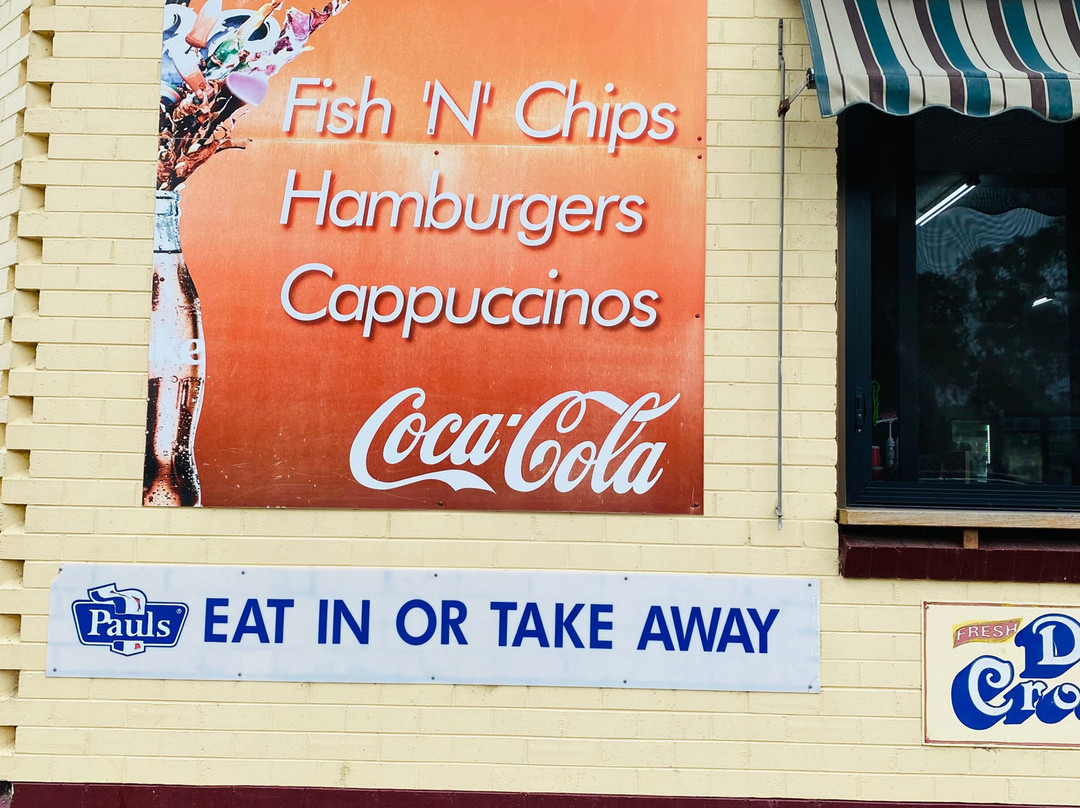 Fish 'N' Chips
Hamburgers
Cappuccinos
Coca-Cola
Pauls® EAT IN OR TAKE AWAY
FRESH